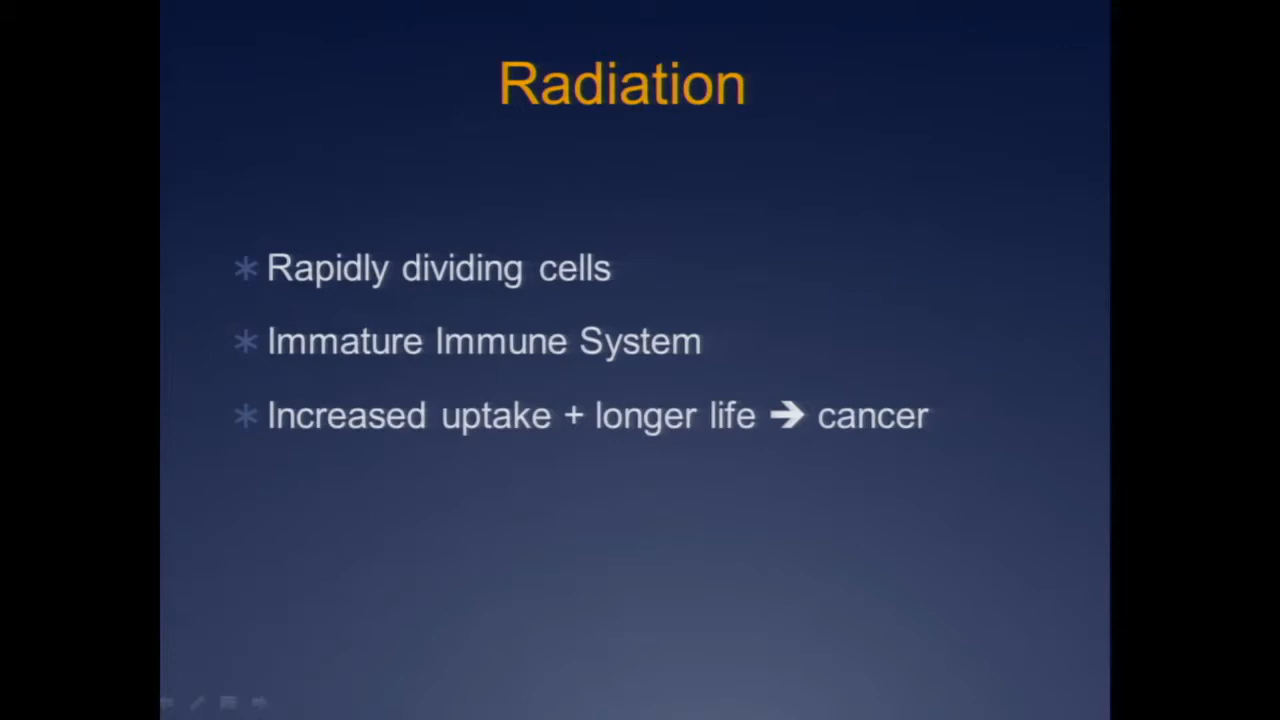 Radiation
* Rapidly dividing cells
* Immature Immune System
* Increased uptake + longer life ➔ cancer